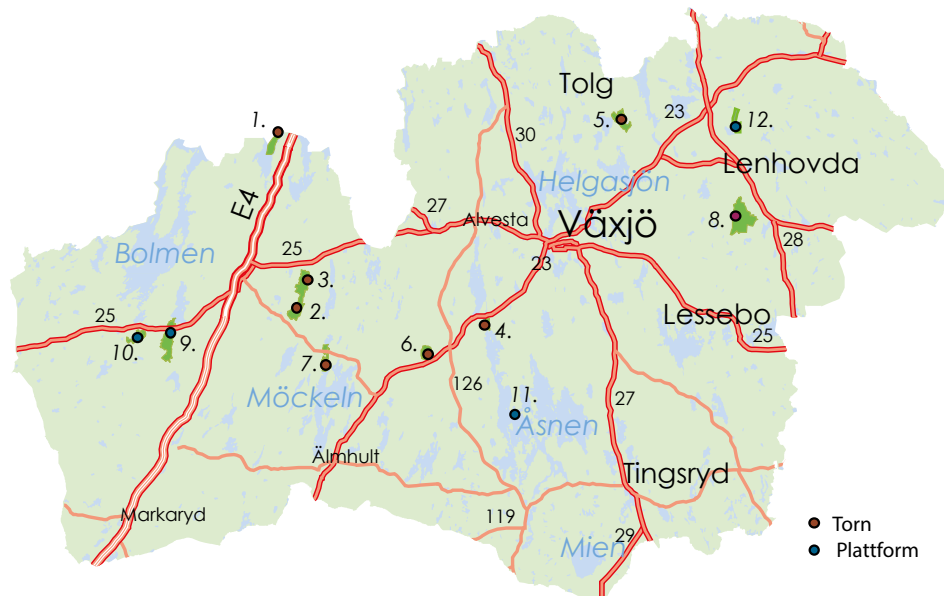 Tolg
5.
23
12.
1.
30
Lenhovda
Helgasjön
E4
27
Alvesta
Växjö
8.
Bolmen
25
28
23
3.
2.
Lessebo
25
25
10.
9.
4.
6.
7.
Möckeln
126
11.
27
Åsnen
Älmhult
Tingsryd
Markaryd
119
29
Mien
Torn
Plattform